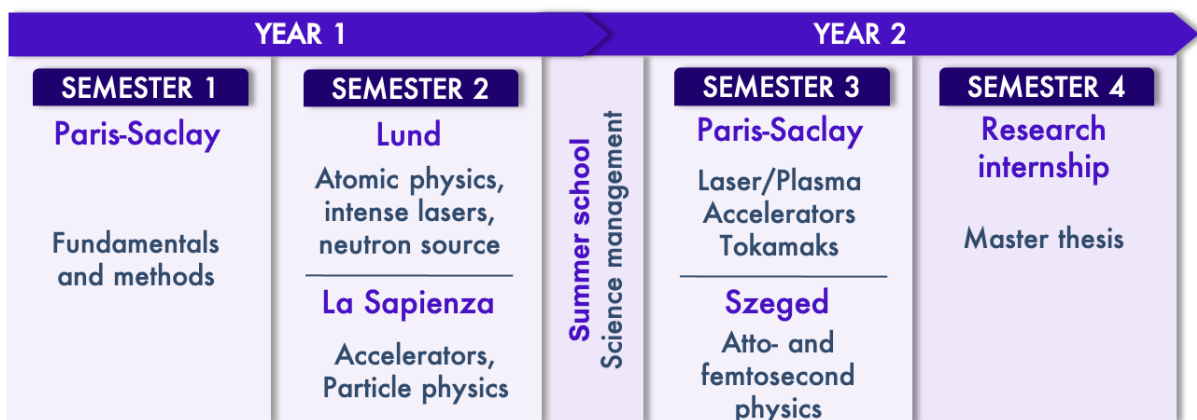 YEAR 1
YEAR 2
SEMESTER 1
Paris-Saclay
Fundamentals
and methods
SEMESTER 2
Lund
Atomic physics,
intense lasers,
neutron source
La Sapienza
Accelerators,
Particle physics
Summer school
Science management
SEMESTER 3
Paris-Saclay
Laser/Plasma
Accelerators
Tokamaks
Szeged
Atto- and
femtosecond
physics
SEMESTER 4
Research
internship
Master thesis